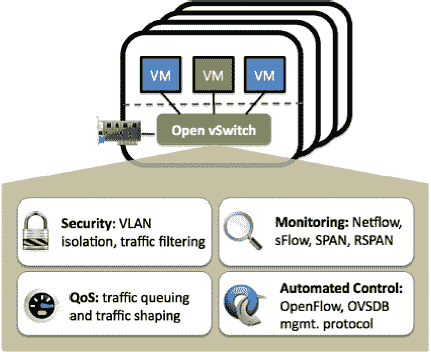 VM VM VM
Open vSwitch
Security: VLAN
isolation, traffic filtering
Monitoring: Netflow,
sFlow, SPAN, RSPAN
QoS: traffic queuing
and traffic shaping
Automated Control:
OpenFlow, OVSDB
mgmt. protocol